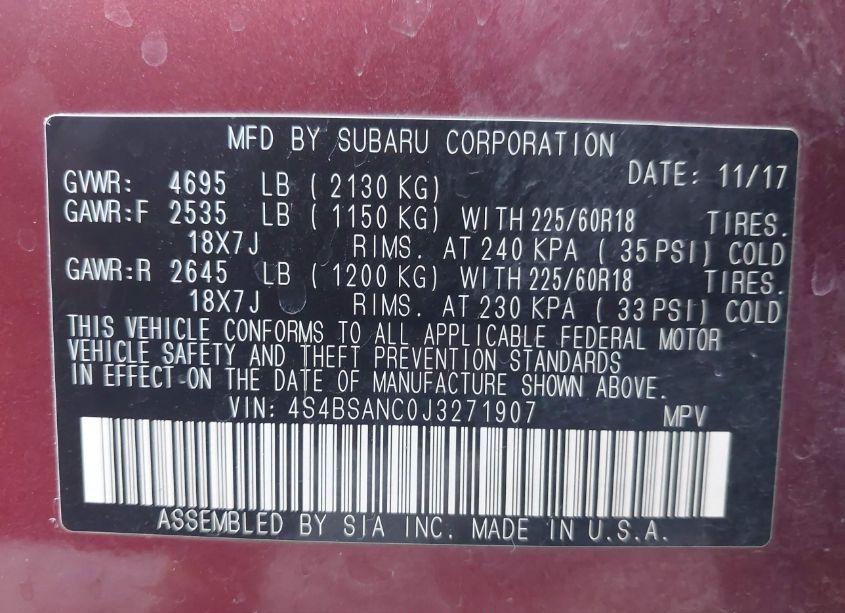 MFD BY SUBARU CORPORATION
DATE: 11/17
GVWR: 4695 LB ( 2130 KG)
GAWR:F 2535 LB ( 1150 KG) WITH 225/60R18 TIRES.
18X7J RIMS. AT 240 KPA ( 35 PSI) COLD
GAWR:R 2645 LB ( 1200 KG) WITH 225/60R18 TIRES.
18X7J RIMS. AT 230 KPA ( 33 PSI) COLD
THIS VEHICLE CONFORMS TO ALL APPLICABLE FEDERAL MOTOR
VEHICLE SAFETY AND THEFT PREVENTION STANDARDS
IN EFFECT ON THE DATE OF MANUFACTURE SHOWN ABOVE.
VIN: 4S4BSANC0J3271907 MPV
ASSEMBLED BY SIA INC. MADE IN U.S.A.